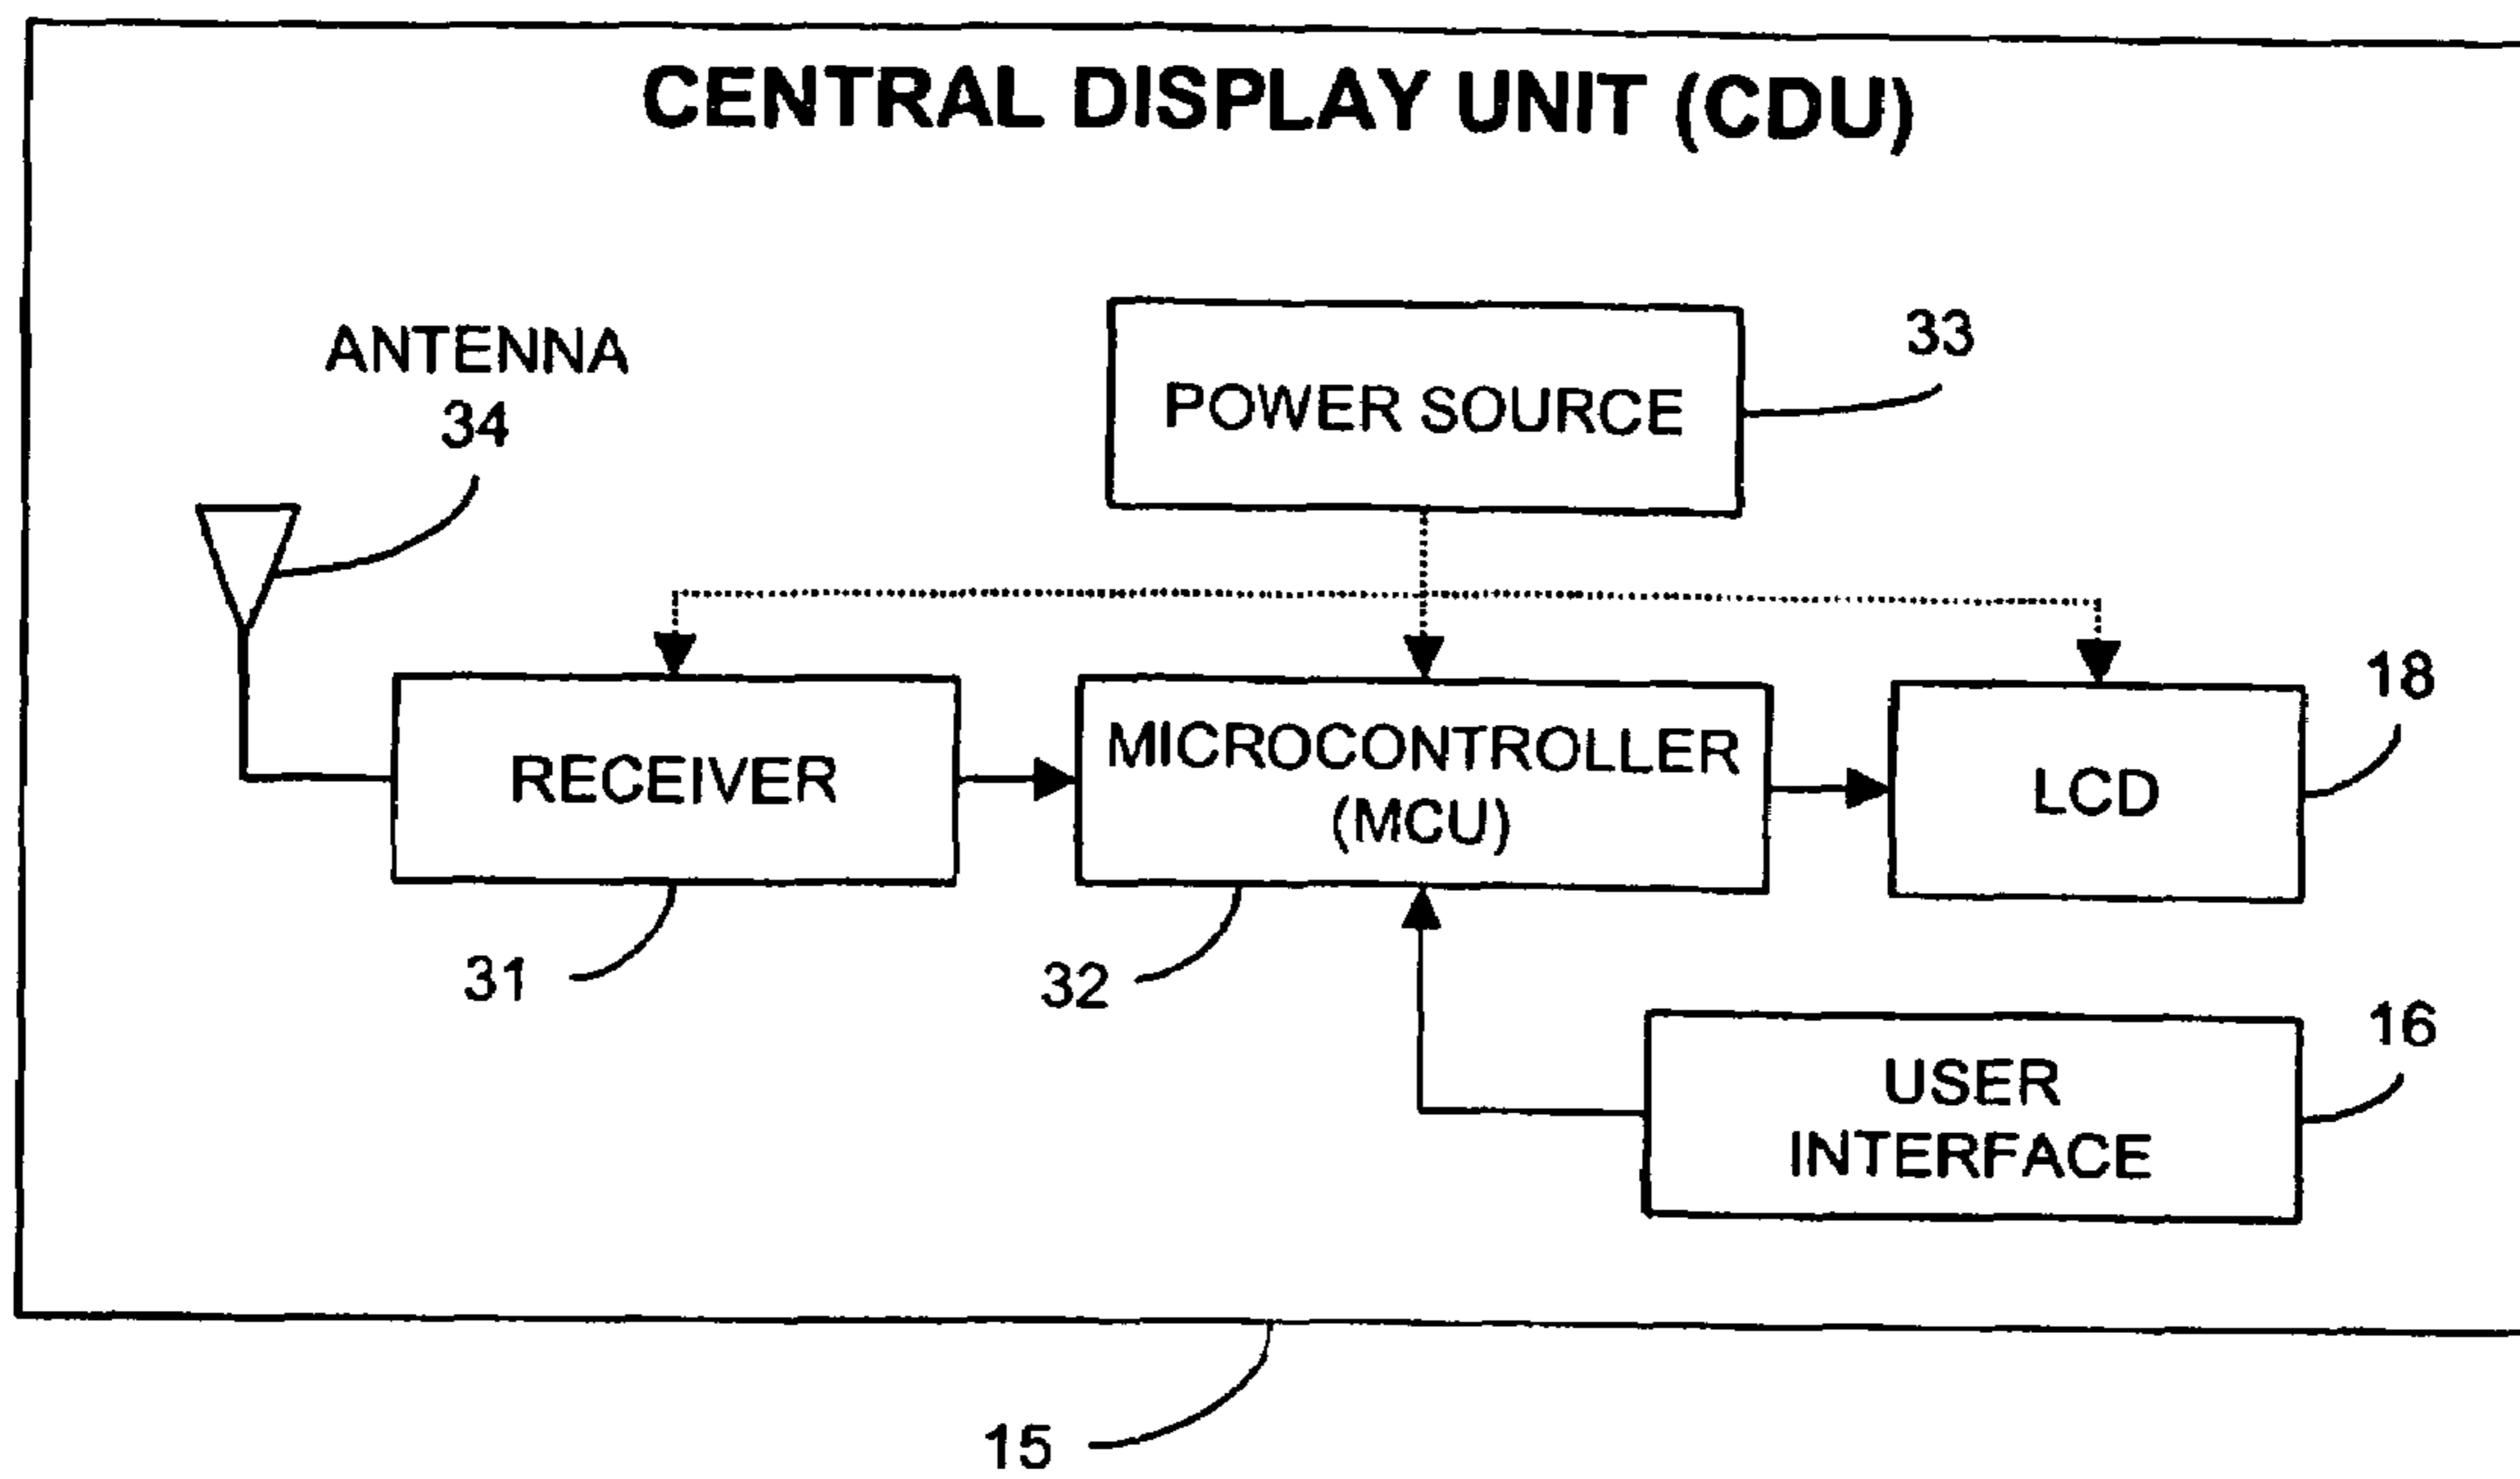 CENTRAL DISPLAY UNIT (CDU)
ANTENNA
34
POWER SOURCE
33
RECEIVER
31
MICROCONTROLLER
(MCU)
32
LCD
18
USER
INTERFACE
16
15